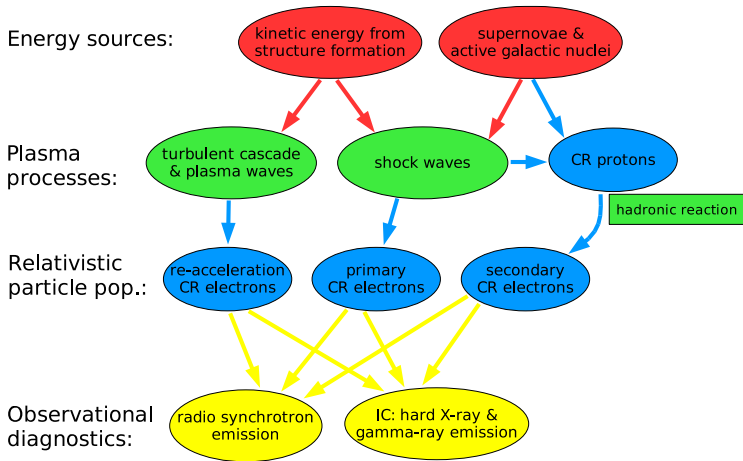 Energy sources:
kinetic energy from
structure formation
supernovae &
active galactic nuclei
Plasma
processes:
turbulent cascade
& plasma waves
shock waves
CR protons
hadronic reaction
Relativistic
particle pop.:
re-acceleration
CR electrons
primary
CR electrons
secondary
CR electrons
Observational
diagnostics:
radio synchrotron
emission
IC: hard X-ray &
gamma-ray emission